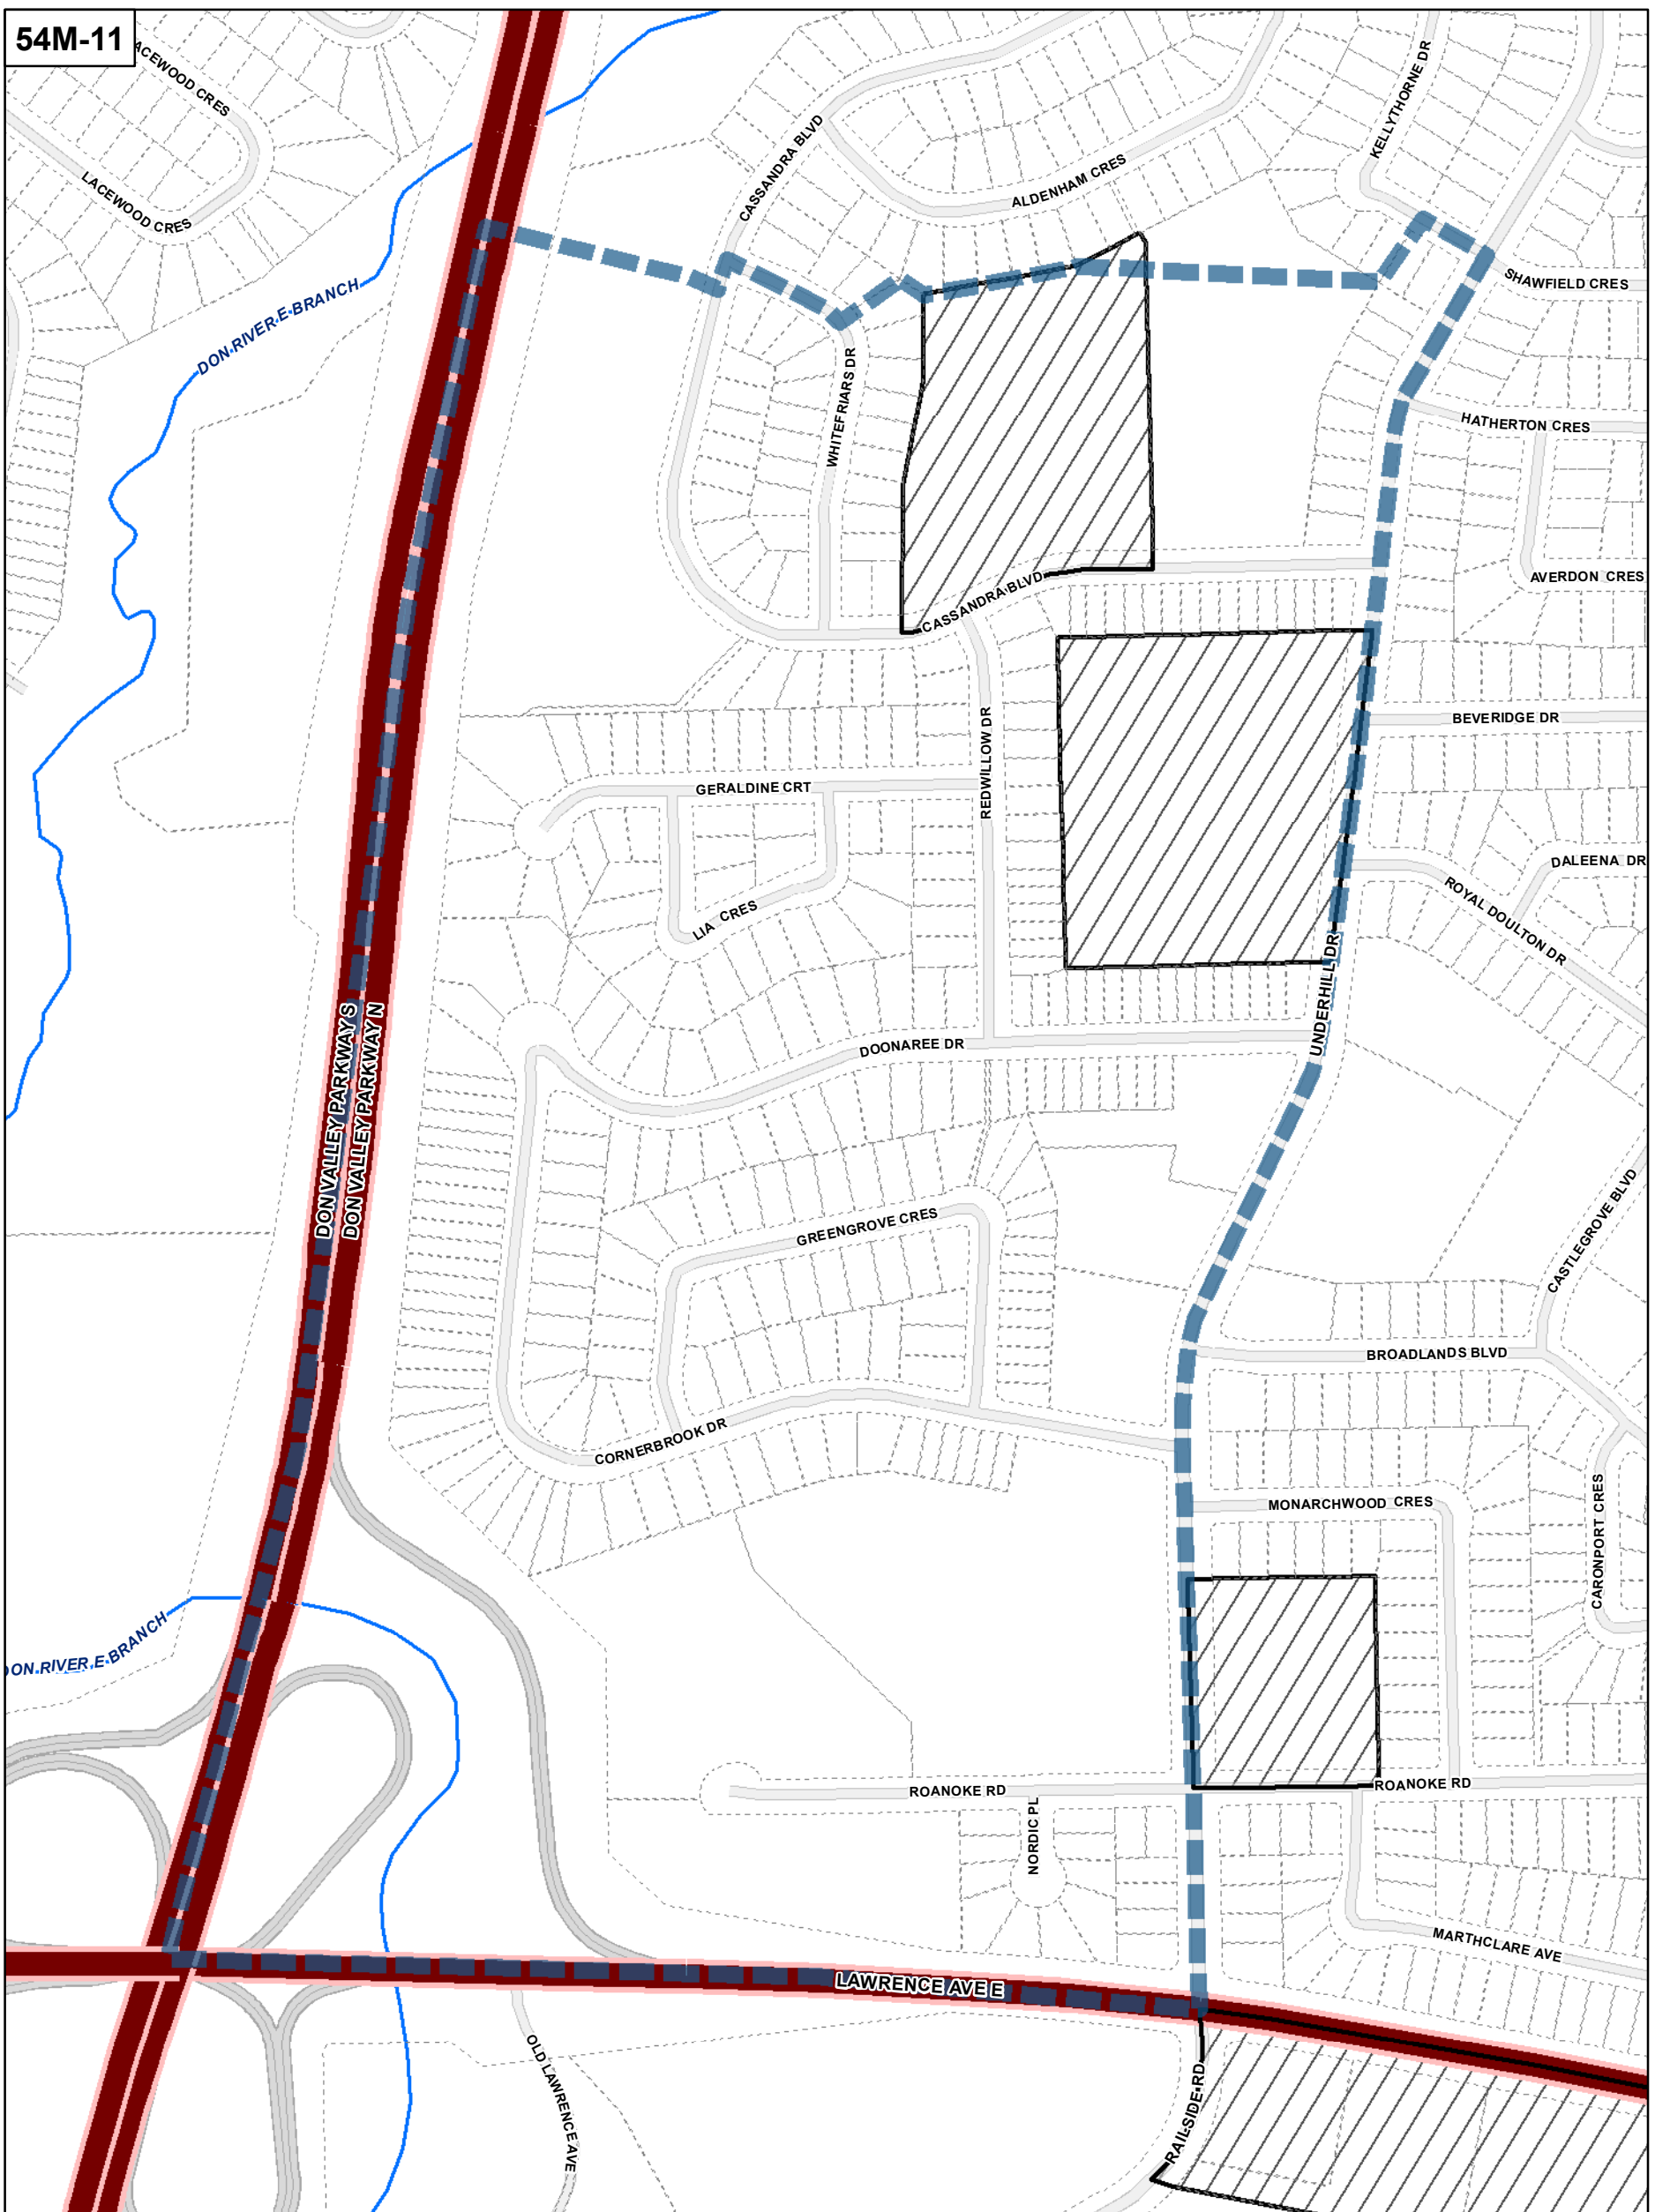 54M-11
ACEWOOD CRES
LACEWOOD CRES
DON RIVER E BRANCH
CASSANDRA BLVD
ALDENHAM CRES
KELLYTHORNE DR
SHAWFIELD CRES
WHITEFRIARS DR
HATHERTON CRES
AVERDON CRES
CASSANDRA BLVD
BEVERIDGE DR
REDWILLOW DR
GERALDINE CRT
LIA CRES
DALEENA DR
ROYAL DOULTON DR
UNDERHILL DR
DOONAREE DR
DON VALLEY PARKWAY S
DON VALLEY PARKWAY N
GREENGROVE CRES
CASTLEGROVE BLVD
BROADLANDS BLVD
CORNERBROOK DR
MONARCHWOOD CRES
CARONPORT CRES
DON RIVER E BRANCH
ROANOKE RD
ROANOKE RD
NORDIC PL
MARTHCLARE AVE
LAWRENCE AVE E
OLD LAWRENCE AVE
RAILSIDE RD